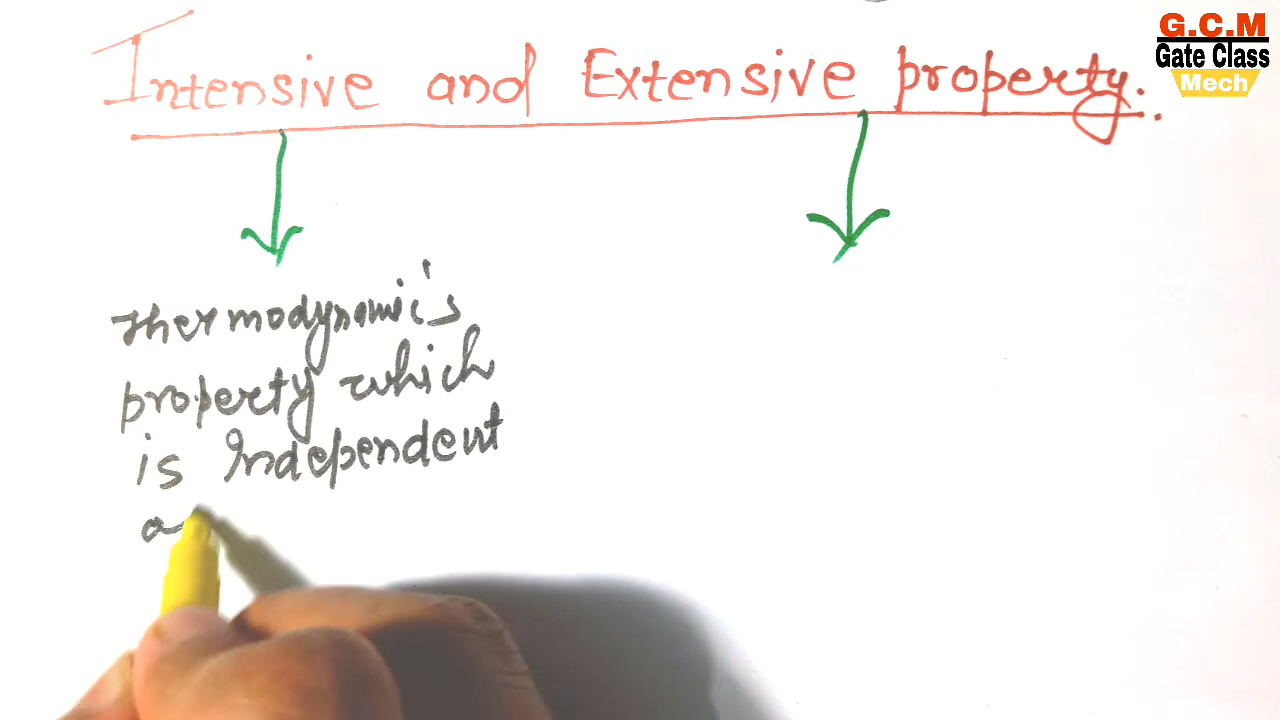 Intensive and Extensive property.
G.C.M
Gate Class
Mech
Thermodynamic's
property which
is Independent